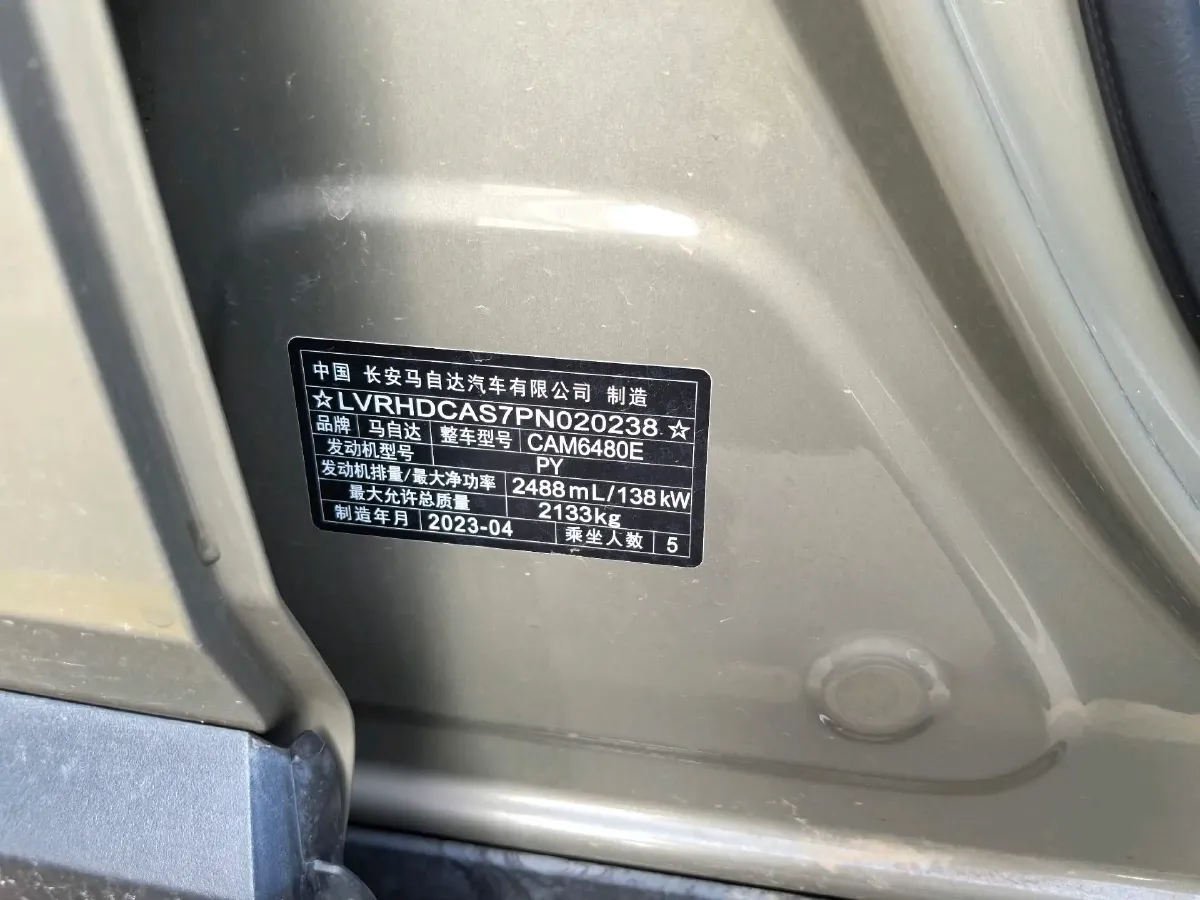 中国 长安马自达汽车有限公司 制造
☆LVRHDCAS7PN020238☆
品牌 马自达 整车型号 CAM6480E
发动机型号 PY
发动机排量/最大净功率 2488mL/138kW
最大允许总质量 2133kg
制造年月 2023-04 乘坐人数 5